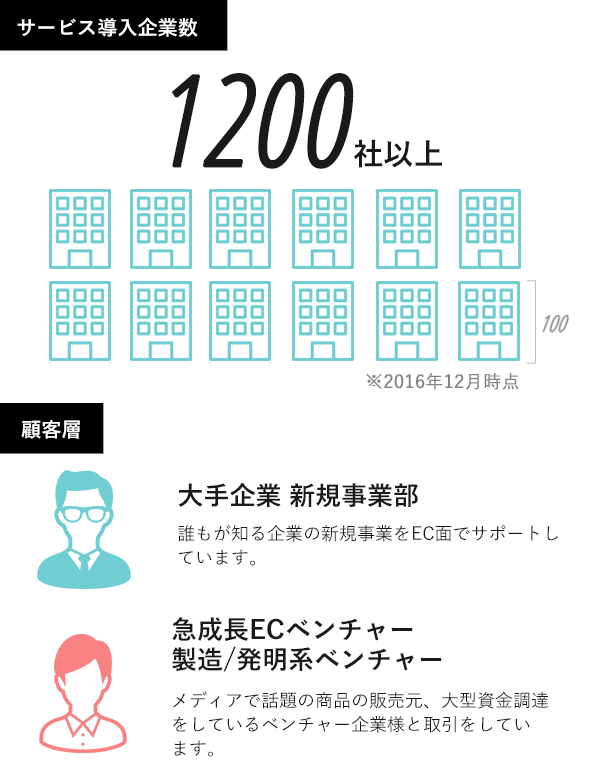 サービス導入企業数
1200社以上
100
※2016年12月時点
顧客層
大手企業 新規事業部
誰もが知る企業の新規事業をEC面でサポートし
ています。
急成長ECベンチャー
製造/発明系ベンチャー
メディアで話題の商品の販売元、大型資金調達
をしているベンチャー企業様と取引をしてい
ます。